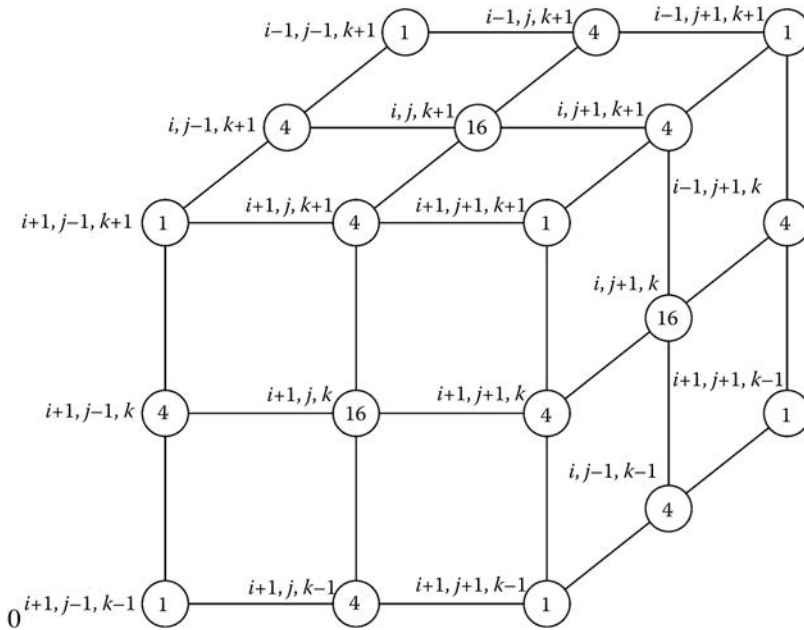 i−1, j−1, k+1 1 i−1, j, k+1 4 i−1, j+1, k+1 1
i, j−1, k+1 4 i, j, k+1 16 i, j+1, k+1 4
i−1, j+1, k
i+1, j−1, k+1 1 i+1, j, k+1 4 i+1, j+1, k+1 1 4
i, j+1, k
16
i+1, j+1, k−1
i+1, j−1, k 4 i+1, j, k 16 i+1, j+1, k 4 1
i, j−1, k−1
4
0 i+1, j−1, k−1 1 i+1, j, k−1 4 i+1, j+1, k−1 1